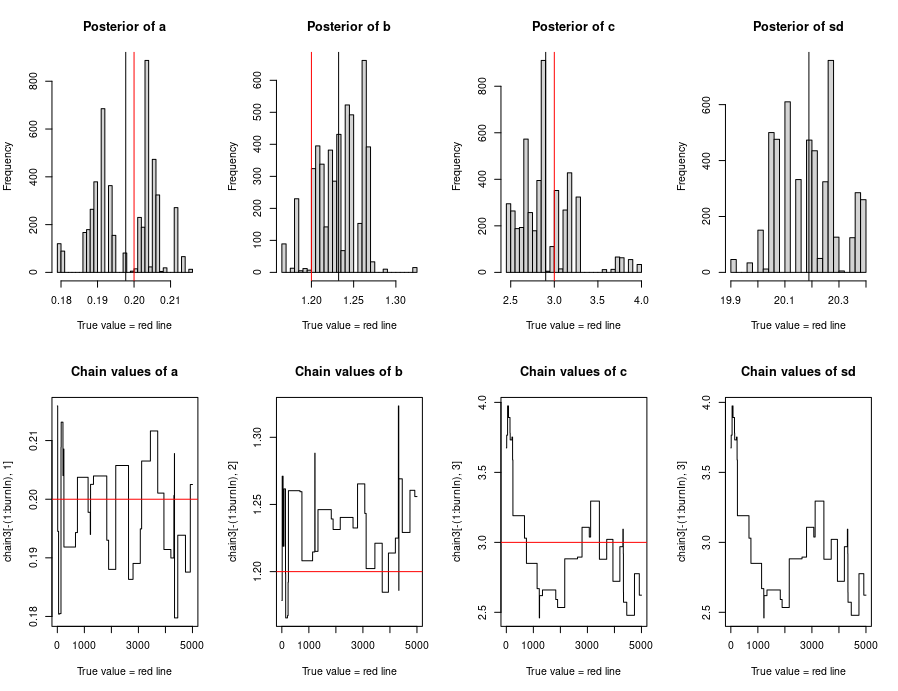 Posterior of a
Posterior of b
Posterior of c
Posterior of sd
Frequency
0 200 400 600 800
0.18 0.19 0.20 0.21
True value = red line
Frequency
0 100 200 300 400 500 600
1.20 1.25 1.30
True value = red line
Frequency
0 200 400 600 800
2.5 3.0 3.5 4.0
True value = red line
Frequency
0 200 400 600
19.9 20.1 20.3
True value = red line
Chain values of a
Chain values of b
Chain values of c
Chain values of sd
chain3[-(1:burnIn), 1]
0.18 0.19 0.20 0.21
0 1000 3000 5000
True value = red line
chain3[-(1:burnIn), 2]
1.20 1.25 1.30
0 1000 3000 5000
True value = red line
chain3[-(1:burnIn), 3]
2.5 3.0 3.5 4.0
0 1000 3000 5000
True value = red line
chain3[-(1:burnIn), 3]
2.5 3.0 3.5 4.0
0 1000 3000 5000
True value = red line